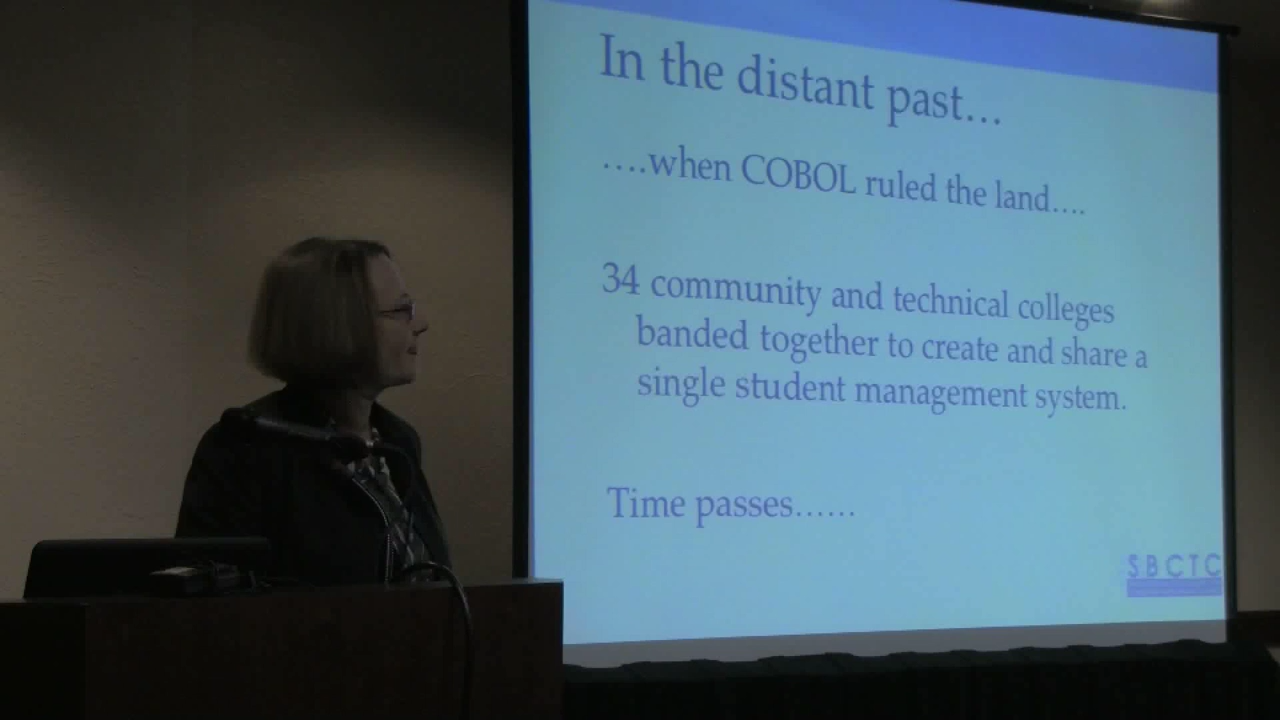 In the distant past...
....when COBOL ruled the land....
34 community and technical colleges
banded together to create and share a
single student management system.
Time passes......
SBCTC